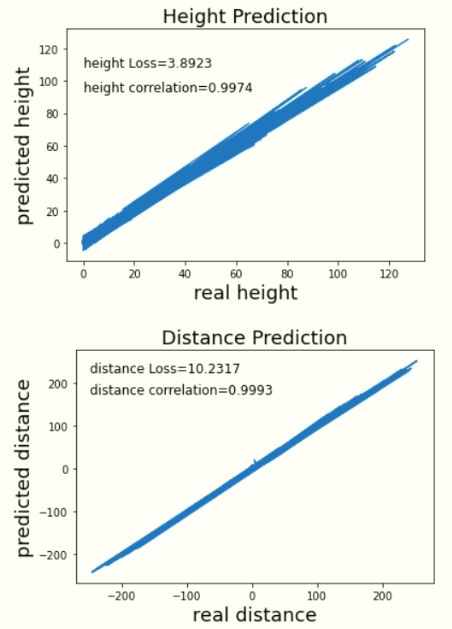 Height Prediction
height Loss=3.8923
height correlation=0.9974
predicted height
120
100
80
60
40
20
0
0 20 40 60 80 100 120
real height
Distance Prediction
distance Loss=10.2317
distance correlation=0.9993
predicted distance
200
100
0
−100
−200
−200 −100 0 100 200
real distance